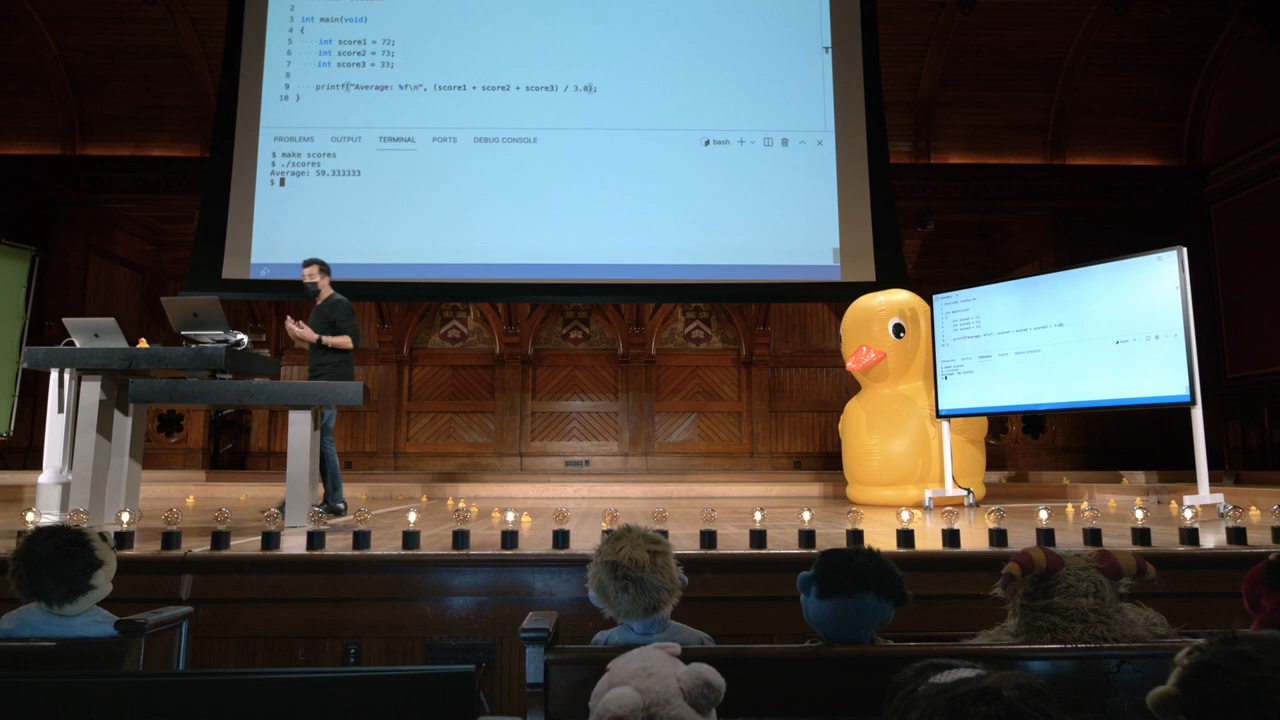 2
3 int main(void)
4 {
5 int score1 = 72;
6 int score2 = 73;
7 int score3 = 33;
8
9 printf("Average: %f\n", (score1 + score2 + score3) / 3.0);
10 }
PROBLEMS OUTPUT TERMINAL PORTS DEBUG CONSOLE bash
$ make scores
$ ./scores
Average: 59.333333
$